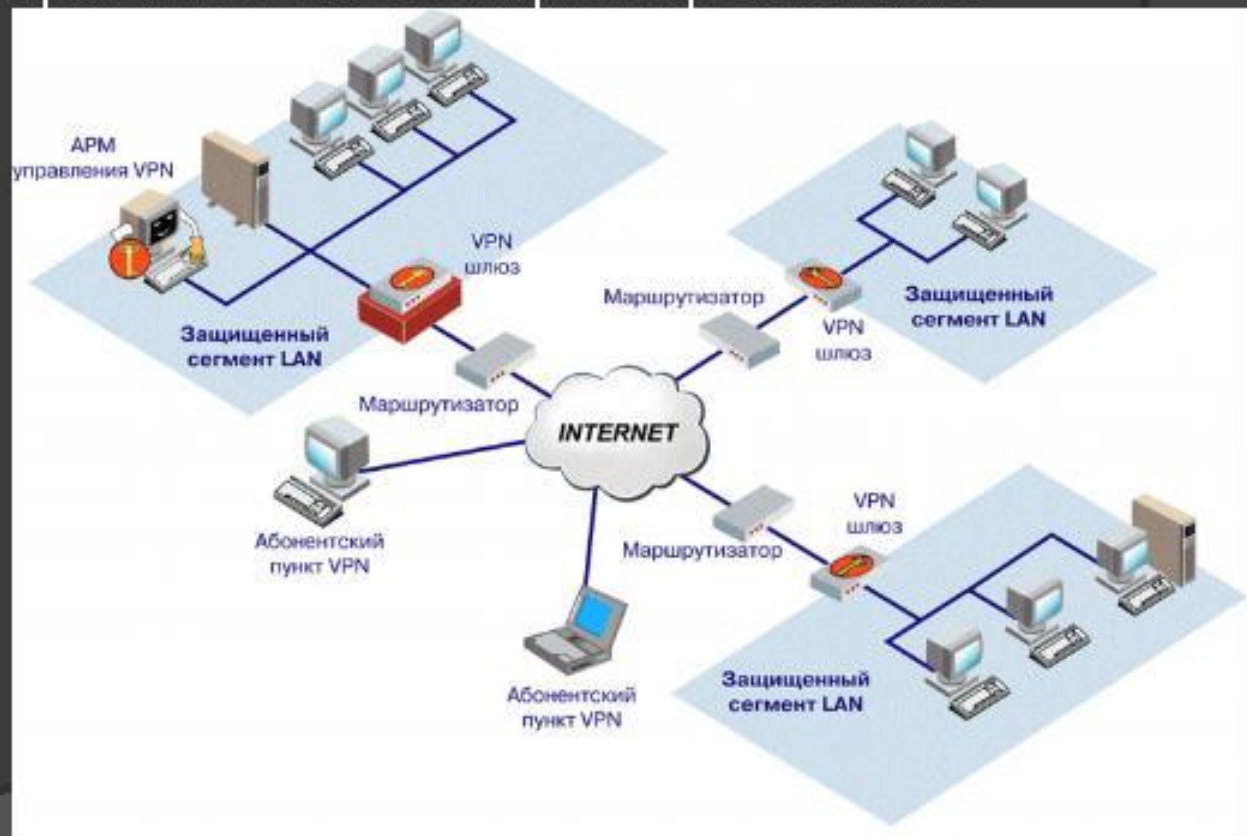 АРМ
управления VPN
VPN
шлюз
Защищенный
сегмент LAN
Маршрутизатор
Маршрутизатор
VPN
шлюз
Защищенный
сегмент LAN
INTERNET
Абонентский
пункт VPN
Абонентский
пункт VPN
Маршрутизатор
VPN
шлюз
Защищенный
сегмент LAN